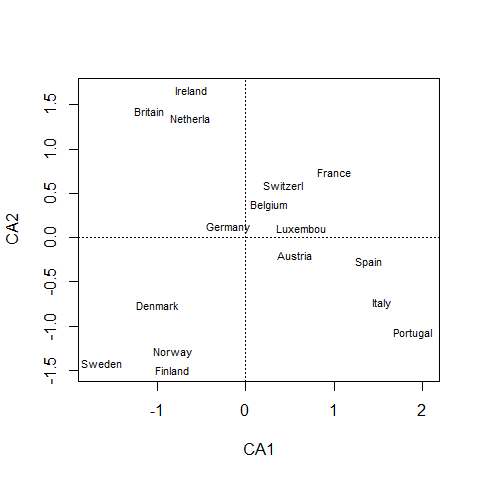 Ireland
Britain
Netherla
France
Switzerl
Belgium
Germany
Luxembou
Austria
Spain
Denmark
Italy
Portugal
Norway
Sweden
Finland
1.5
1.0
0.5
0.0
-0.5
-1.0
-1.5
CA2
-1 0 1 2
CA1